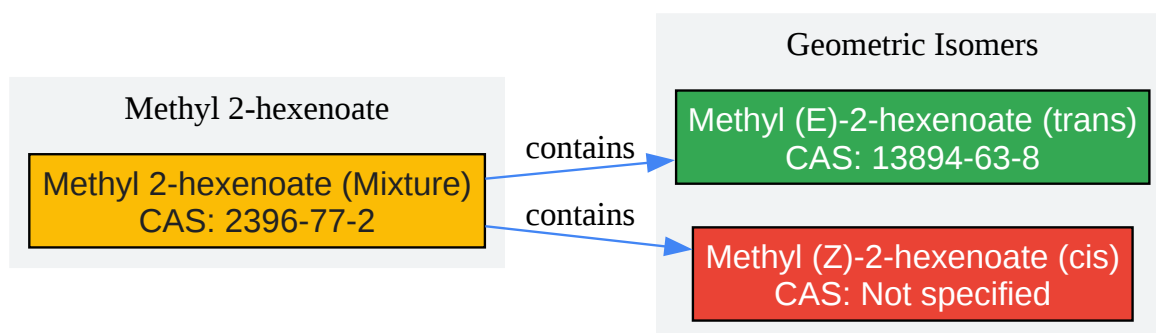 Methyl 2-hexenoate
Methyl 2-hexenoate (Mixture)
CAS: 2396-77-2
contains
contains
Geometric Isomers
Methyl (E)-2-hexenoate (trans)
CAS: 13894-63-8
Methyl (Z)-2-hexenoate (cis)
CAS: Not specified